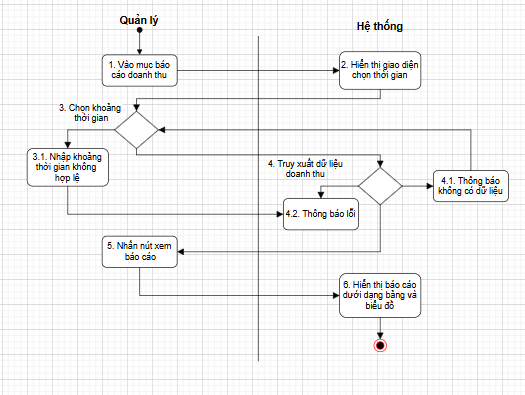 Quản lý
Hệ thống
1. Vào mục báo
cáo doanh thu
2. Hiển thị giao diện
chọn thời gian
3. Chọn khoảng
thời gian
3.1. Nhập khoảng
thời gian không
hợp lệ
4. Truy xuất dữ liệu
doanh thu
4.1. Thông báo
không có dữ liệu
4.2. Thông báo lỗi
5. Nhấn nút xem
báo cáo
6. Hiển thị báo cáo
dưới dạng bảng và
biểu đồ